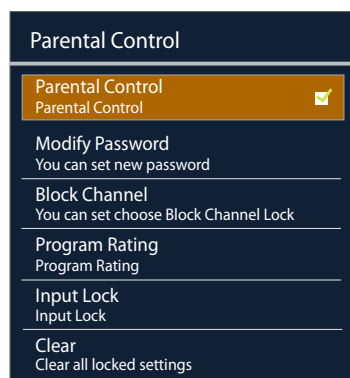 Parental Control
Parental Control
Parental Control
Modify Password
You can set new password
Block Channel
You can set choose Block Channel Lock
Program Rating
Program Rating
Input Lock
Input Lock
Clear
Clear all locked settings